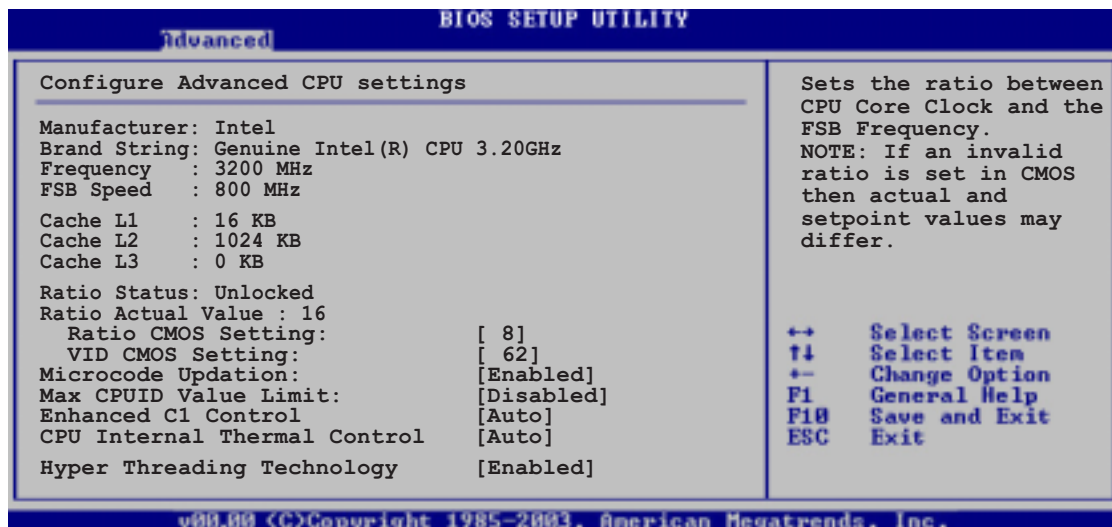 BIOS SETUP UTILITY
Advanced
Configure Advanced CPU settings
Manufacturer: Intel
Brand String: Genuine Intel(R) CPU 3.20GHz
Frequency : 3200 MHz
FSB Speed : 800 MHz
Cache L1 : 16 KB
Cache L2 : 1024 KB
Cache L3 : 0 KB
Ratio Status: Unlocked
Ratio Actual Value : 16
Ratio CMOS Setting: [ 8]
VID CMOS Setting: [ 62]
Microcode Updation: [Enabled]
Max CPUID Value Limit: [Disabled]
Enhanced C1 Control [Auto]
CPU Internal Thermal Control [Auto]
Hyper Threading Technology [Enabled]
Sets the ratio between
CPU Core Clock and the
FSB Frequency.
NOTE: If an invalid
ratio is set in CMOS
then actual and
setpoint values may
differ.
←→ Select Screen
↑↓ Select Item
+- Change Option
F1 General Help
F10 Save and Exit
ESC Exit
v00.00 (C)Copyright 1985-2003, American Megatrends, Inc.